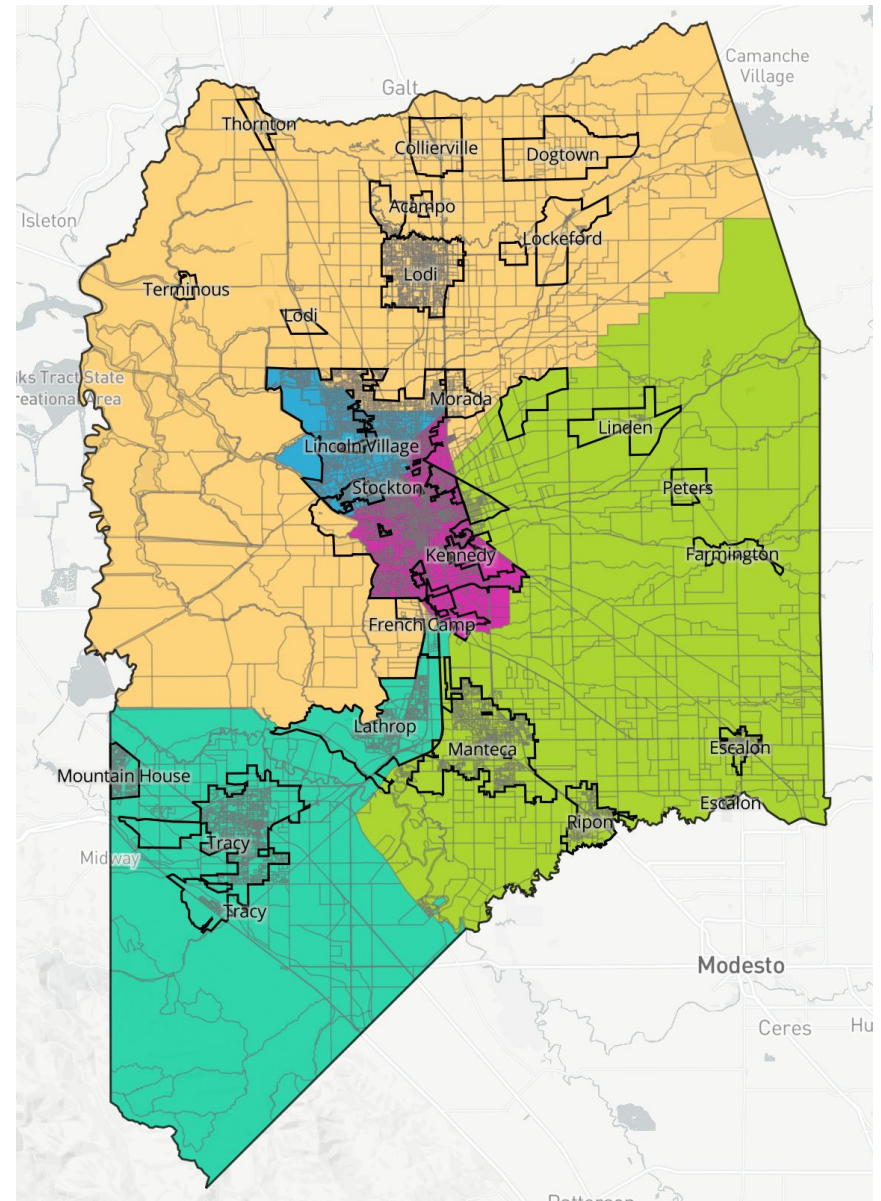 Camanche
Village
Galt
Thornton
Collierville
Dogtown
Isleton
Acampo
Lockeford
Lodi
Terminous
Lodi
ks Tract State
reational Area
Morada
Linden
Lincoln Village
Stockton
Peters
Kennedy
Farmington
French Camp
Lathrop
Manteca
Escalon
Mountain House
Escalon
Ripon
Tracy
Midway
Tracy
Modesto
Ceres
Hu